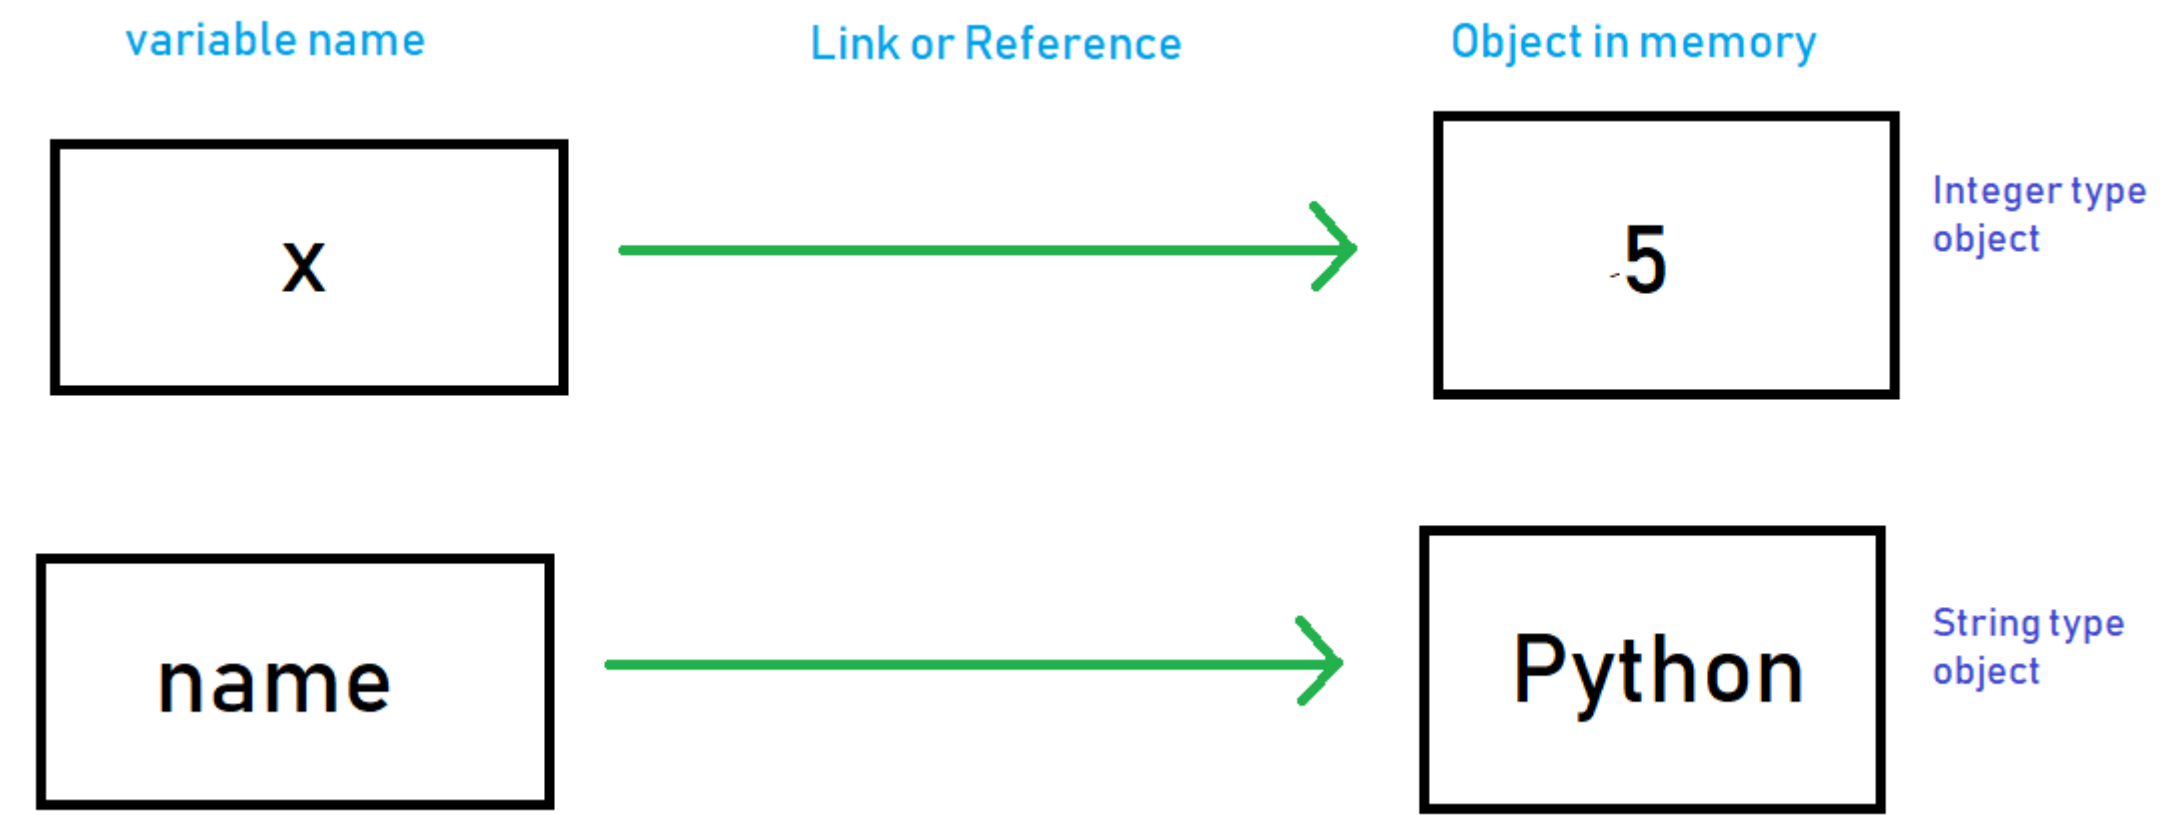 variable name
Link or Reference
Object in memory
x
5
Integer type
object
name
Python
String type
object